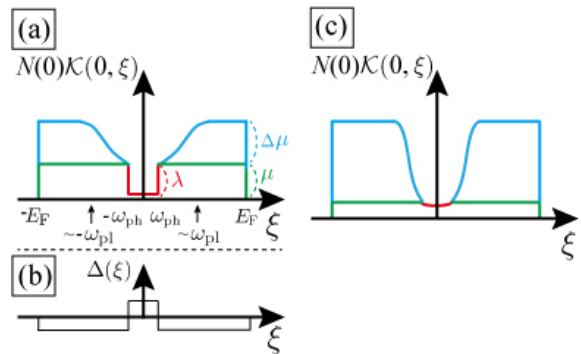 (a)
N(0)K(0, ξ)
Δμ
λ
μ
-E_F
-ω_ph
ω_ph
E_F
ξ
~-ω_pl
~ω_pl
(b)
Δ(ξ)
ξ
(c)
N(0)K(0, ξ)
ξ